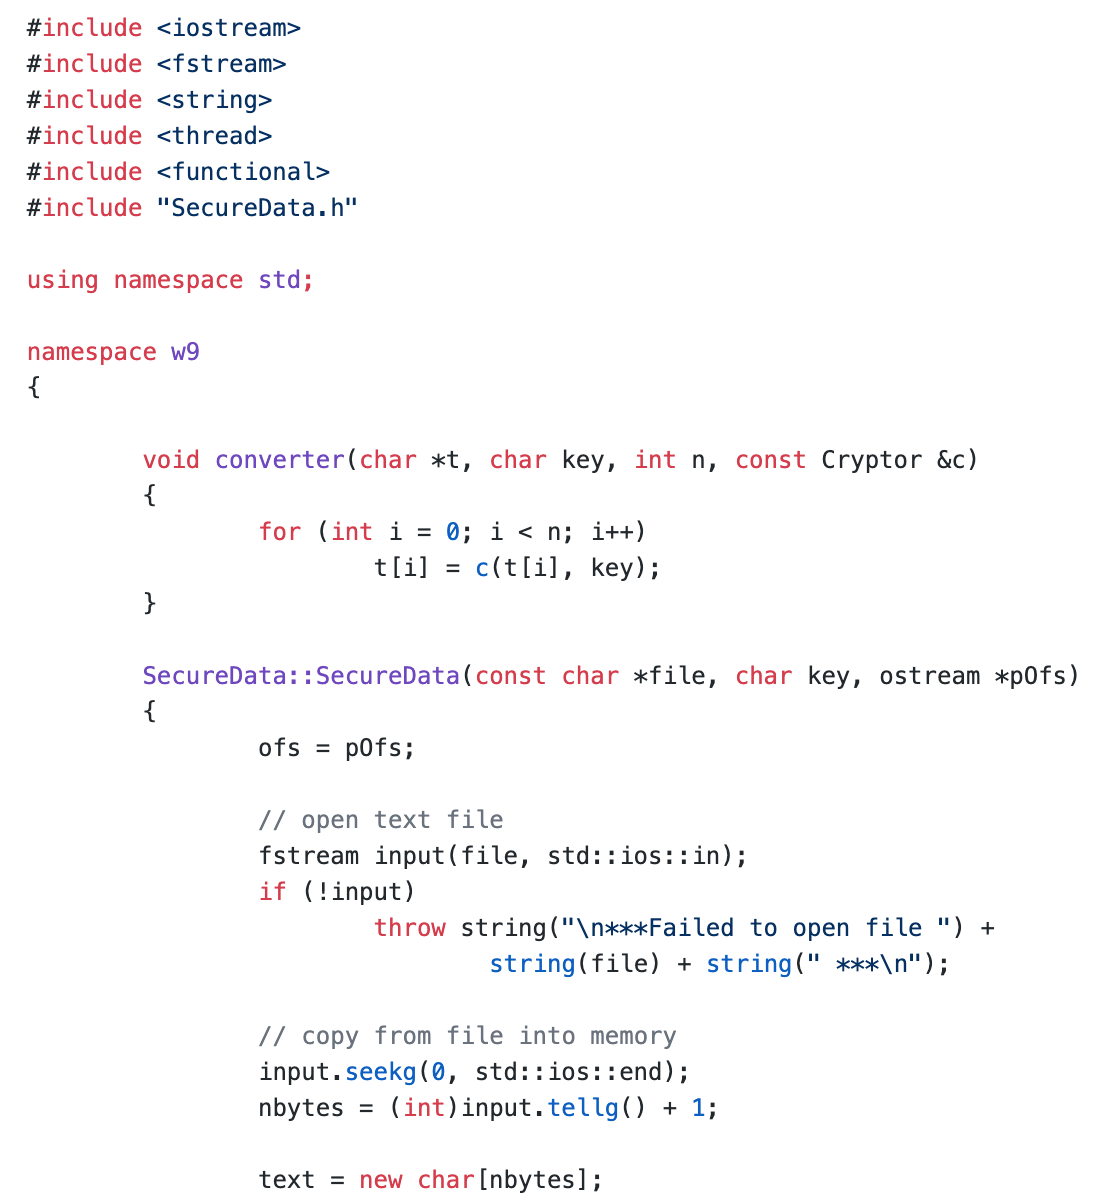 #include <iostream>
#include <fstream>
#include <string>
#include <thread>
#include <functional>
#include "SecureData.h"

using namespace std;

namespace w9
{

        void converter(char *t, char key, int n, const Cryptor &c)
        {
                for (int i = 0; i < n; i++)
                        t[i] = c(t[i], key);
        }

        SecureData::SecureData(const char *file, char key, ostream *pOfs)
        {
                ofs = pOfs;

                // open text file
                fstream input(file, std::ios::in);
                if (!input)
                        throw string("\n***Failed to open file ") +
                                string(file) + string(" ***\n");

                // copy from file into memory
                input.seekg(0, std::ios::end);
                nbytes = (int)input.tellg() + 1;

                text = new char[nbytes];